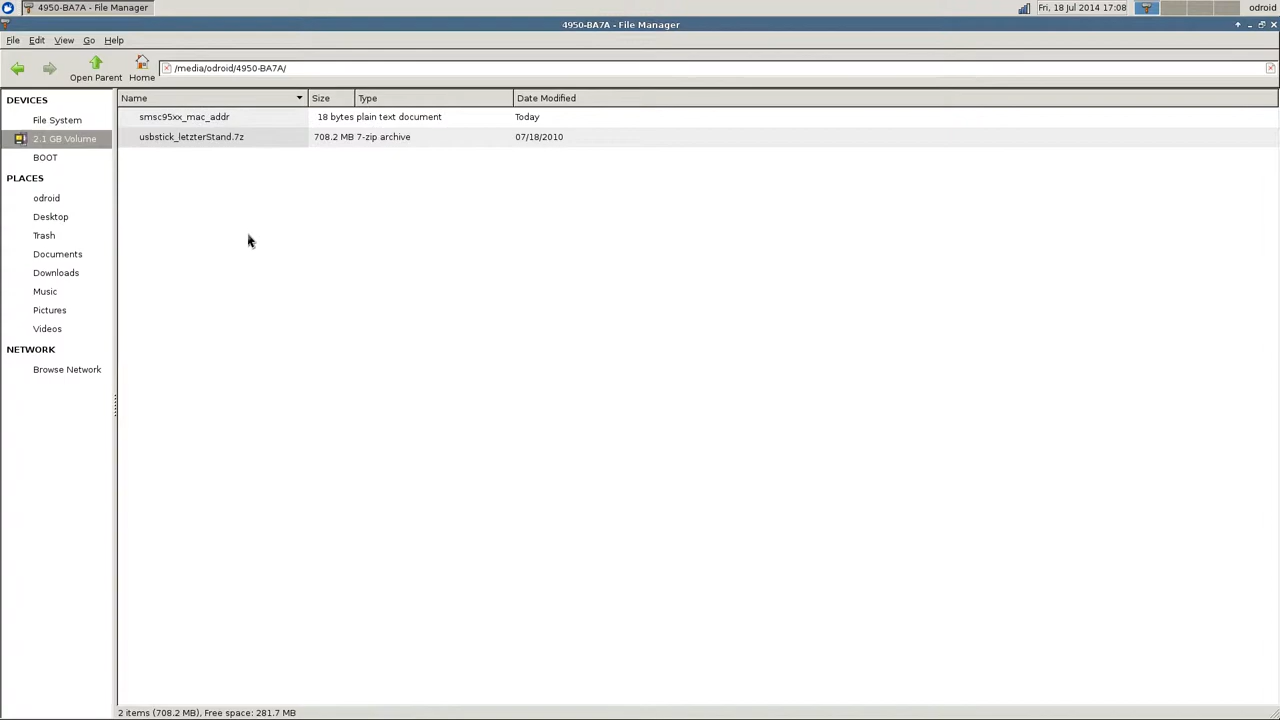 4950-BA7A - File Manager
Fri, 18 Jul 2014 17:08
odroid
4950-BA7A - File Manager
File Edit View Go Help
Open Parent
Home
/media/odroid/4950-BA7A/
DEVICES
File System
2.1 GB Volume
BOOT
PLACES
odroid
Desktop
Trash
Documents
Downloads
Music
Pictures
Videos
NETWORK
Browse Network
Name Size Type Date Modified
smsc95xx_mac_addr 18 bytes plain text document Today
usbstick_letzterStand.7z 708.2 MB 7-zip archive 07/18/2010
2 items (708.2 MB), Free space: 281.7 MB